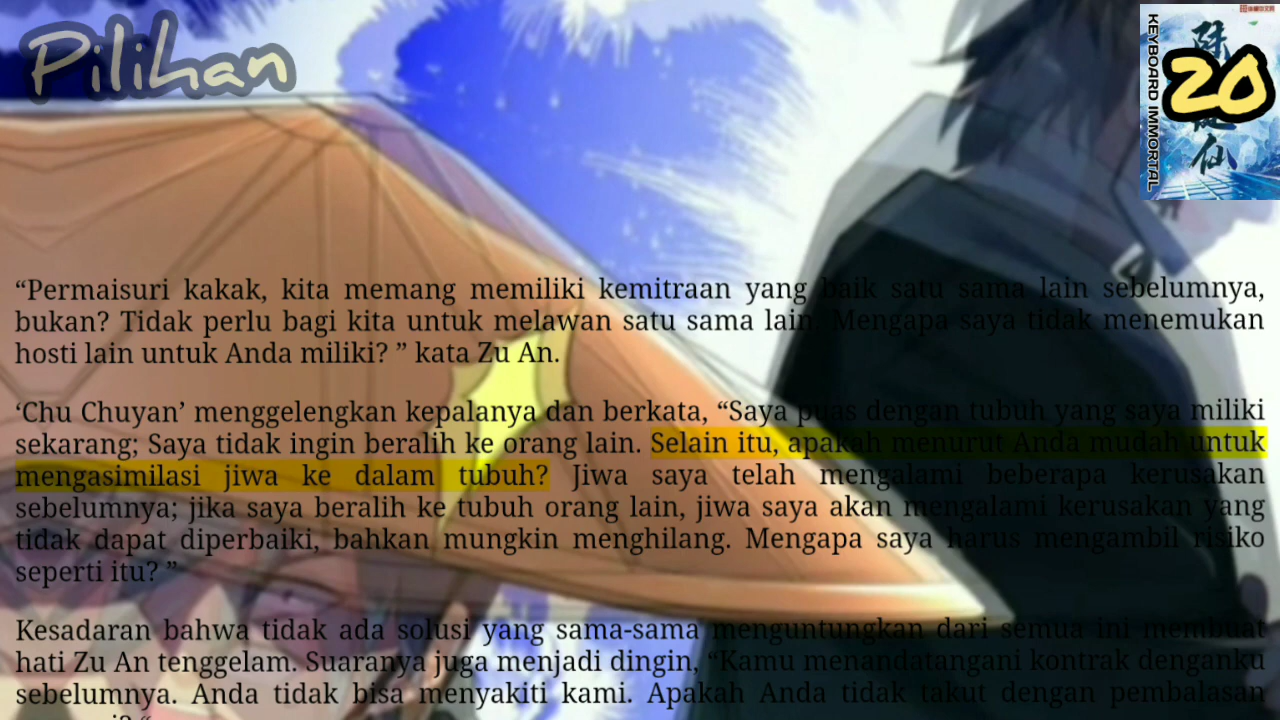 Pilihan
KEYBOARD IMMORTAL
20
仙
“Permaisuri kakak, kita memang memiliki kemitraan yang baik satu sama lain sebelumnya,
bukan? Tidak perlu bagi kita untuk melawan satu sama lain. Mengapa saya tidak menemukan
hosti lain untuk Anda miliki? ” kata Zu An.
‘Chu Chuyan’ menggelengkan kepalanya dan berkata, “Saya puas dengan tubuh yang saya miliki
sekarang; Saya tidak ingin beralih ke orang lain. Selain itu, apakah menurut Anda mudah untuk
mengasimilasi jiwa ke dalam tubuh? Jiwa saya telah mengalami beberapa kerusakan
sebelumnya; jika saya beralih ke tubuh orang lain, jiwa saya akan mengalami kerusakan yang
tidak dapat diperbaiki, bahkan mungkin menghilang. Mengapa saya harus mengambil risiko
seperti itu? ”
Kesadaran bahwa tidak ada solusi yang sama-sama menguntungkan dari semua ini membuat
hati Zu An tenggelam. Suaranya juga menjadi dingin, “Kamu menandatangani kontrak denganku
sebelumnya. Anda tidak bisa menyakiti kami. Apakah Anda tidak takut dengan pembalasan